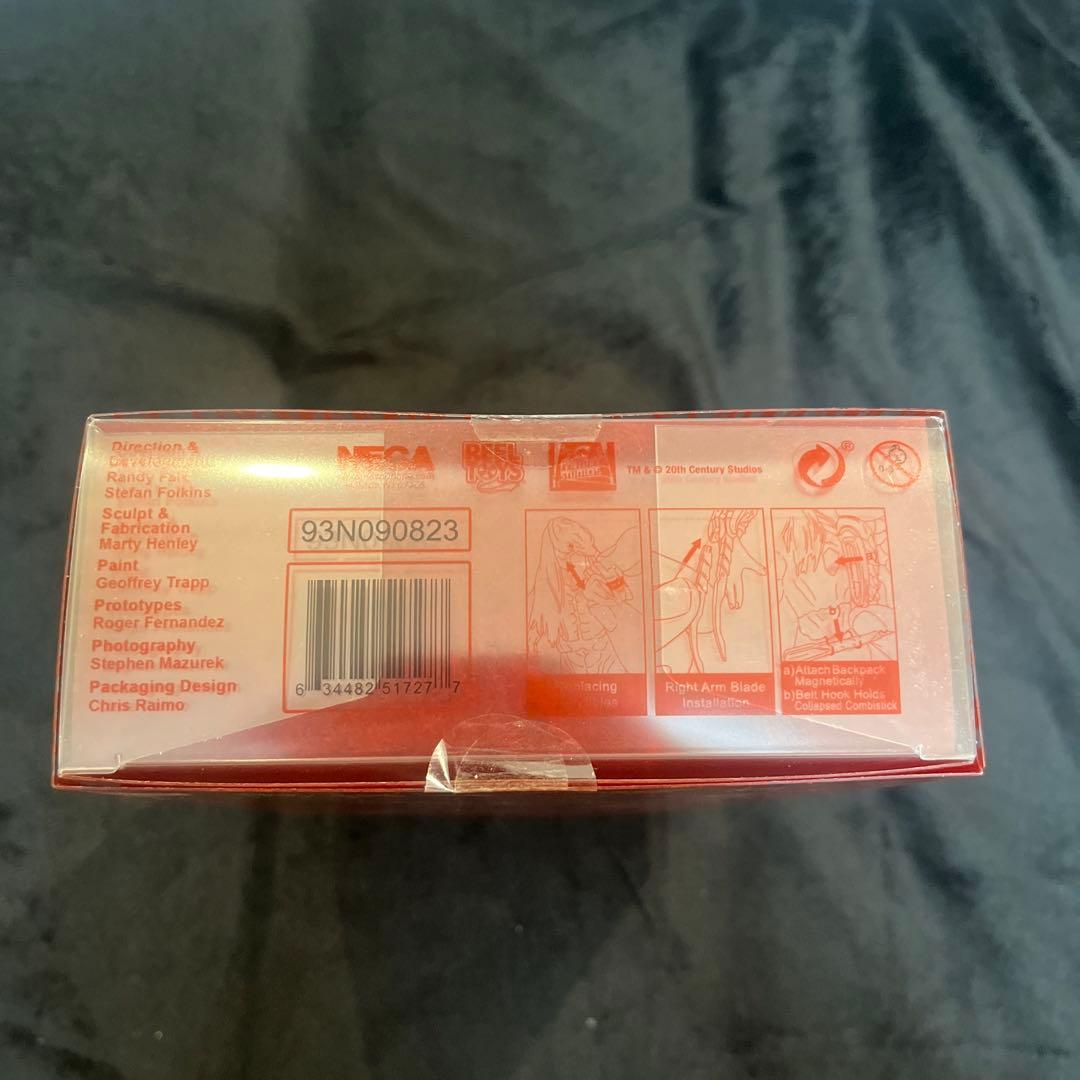 Direction &
Randy
Stefan Folkins
Sculpt &
Fabrication
Marty Henley
Paint
Geoffrey Trapp
Prototypes
Roger Fernandez
Photography
Stephen Mazurek
Packaging Design
Chris Raimo
NECA
REEL
TOYS
TM & © 20th Century Studios
®
0-3
93N090823
6 34482 51727 7
Right Arm Blade
Installation
a)Attach Backpack
Magnetically
b)Belt Hook Holds
Collapsed Combistick